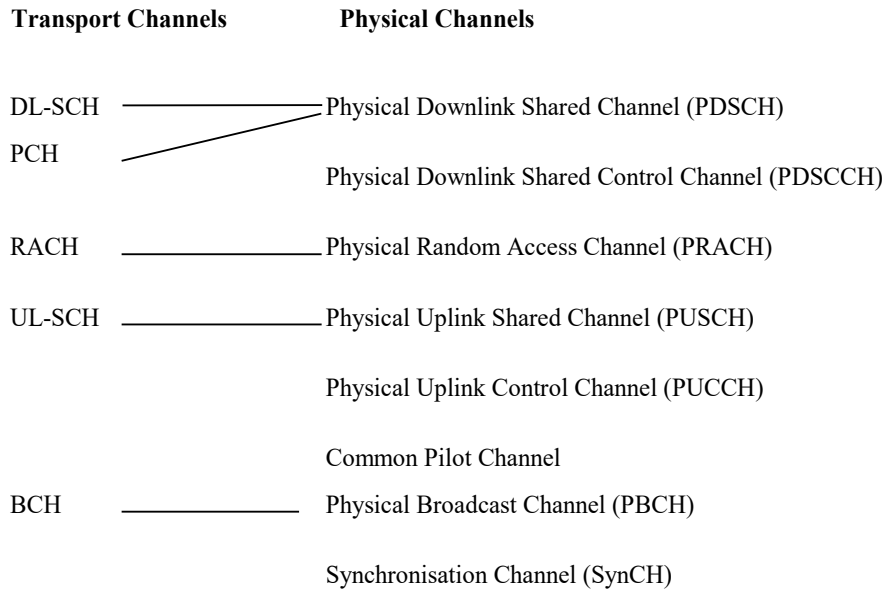 Transport Channels Physical Channels
DL-SCH Physical Downlink Shared Channel (PDSCH)
PCH
Physical Downlink Shared Control Channel (PDSCCH)
RACH Physical Random Access Channel (PRACH)
UL-SCH Physical Uplink Shared Channel (PUSCH)
Physical Uplink Control Channel (PUCCH)
Common Pilot Channel
BCH Physical Broadcast Channel (PBCH)
Synchronisation Channel (SynCH)